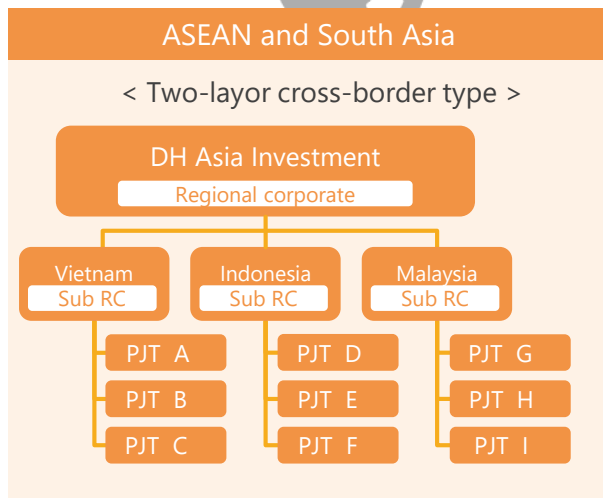 ASEAN and South Asia
< Two-layor cross-border type >
DH Asia Investment
Regional corporate
Vietnam
Sub RC
PJT A
PJT B
PJT C
Indonesia
Sub RC
PJT D
PJT E
PJT F
Malaysia
Sub RC
PJT G
PJT H
PJT I